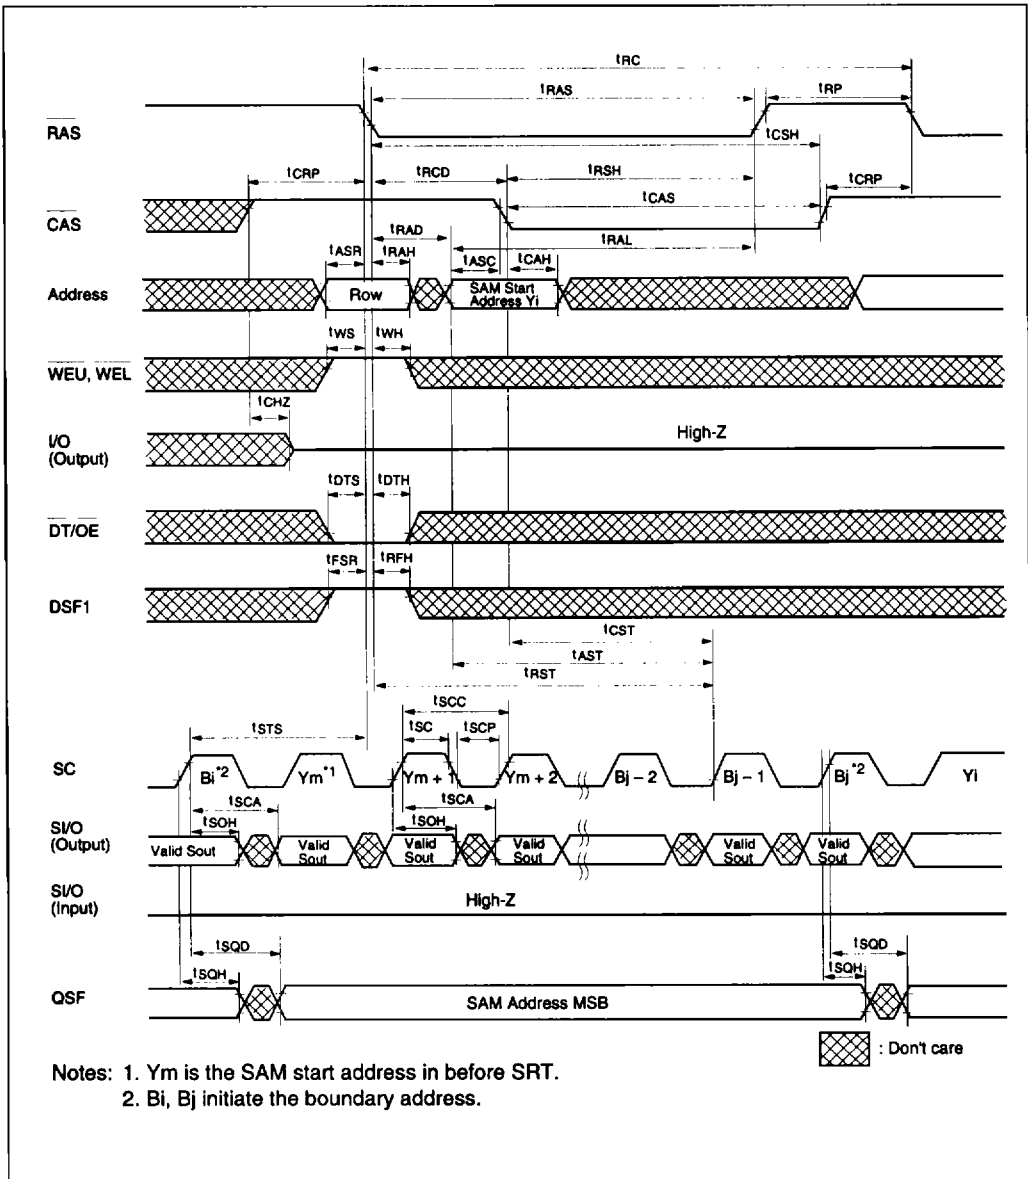 tRC
tRAS
tRP
RAS
tCSH
tCRP
tRCD
tRSH
tCRP
CAS
tCAS
tRAD
tRAL
tASR
tRAH
tASC
tCAH
Address
Row
SAM Start
Address Yi
tWS
tWH
WEU, WEL
tCHZ
I/O
(Output)
High-Z
tDTS
tDTH
DT/OE
tFSR
tRFH
DSF1
tCST
tAST
tRST
tSCC
tSTS
tSC
tSCP
SC
Bi*2
Ym*1
Ym + 1
Ym + 2
Bj – 2
Bj – 1
Bj*2
Yi
tSCA
tSCA
tSOH
tSOH
SI/O
(Output)
Valid Sout
Valid
Sout
Valid
Sout
Valid
Sout
Valid
Sout
Valid
Sout
SI/O
(Input)
High-Z
tSQD
tSQD
tSQH
tSQH
QSF
SAM Address MSB
: Don't care
Notes: 1. Ym is the SAM start address in before SRT.
2. Bi, Bj initiate the boundary address.